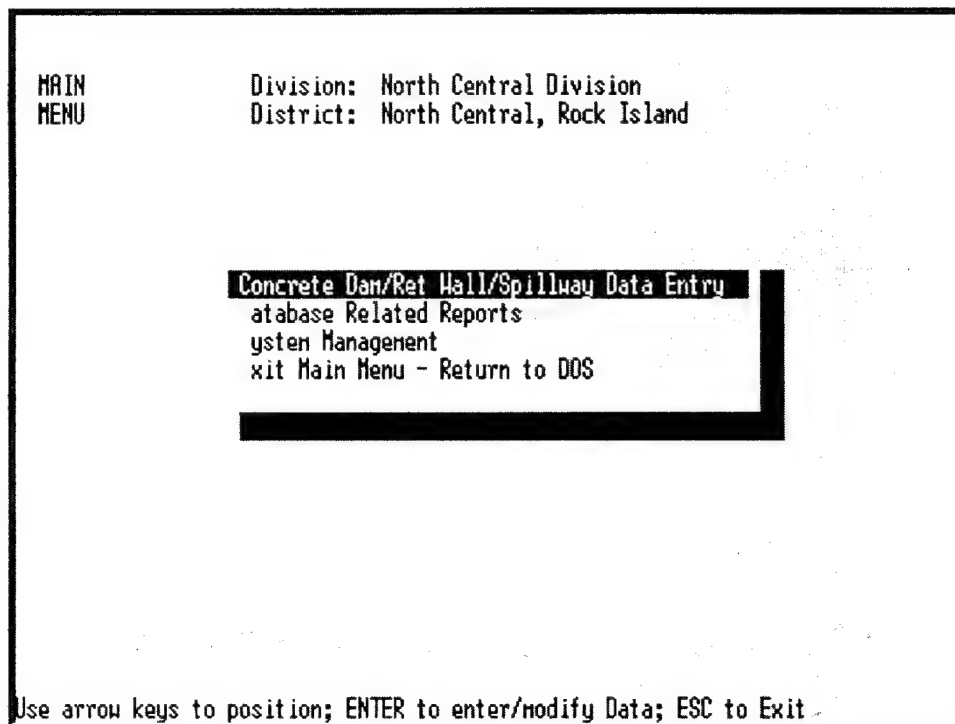 MAIN Division: North Central Division
MENU District: North Central, Rock Island
Concrete Dam/Ret Wall/Spillway Data Entry
atabase Related Reports
ystem Management
xit Main Menu - Return to DOS
Use arrow keys to position; ENTER to enter/modify Data; ESC to Exit